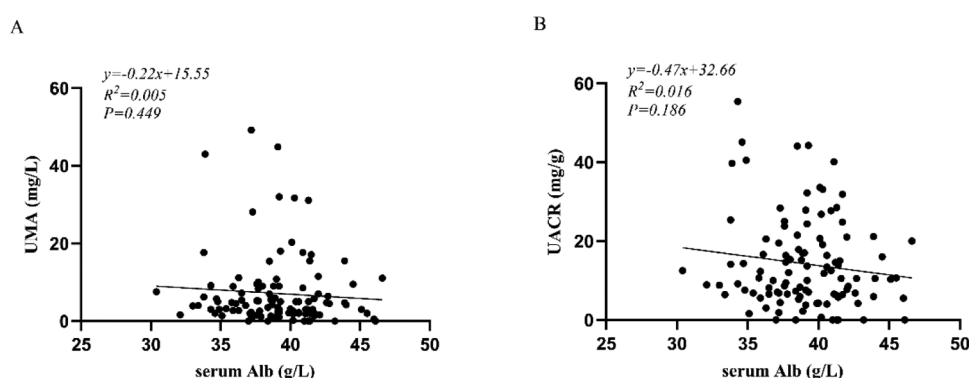 A
y=-0.22x+15.55
R²=0.005
P=0.449
60
40
20
0
UMA (mg/L)
25 30 35 40 45 50
serum Alb (g/L)
B
y=-0.47x+32.66
R²=0.016
P=0.186
60
40
20
0
UACR (mg/g)
25 30 35 40 45 50
serum Alb (g/L)